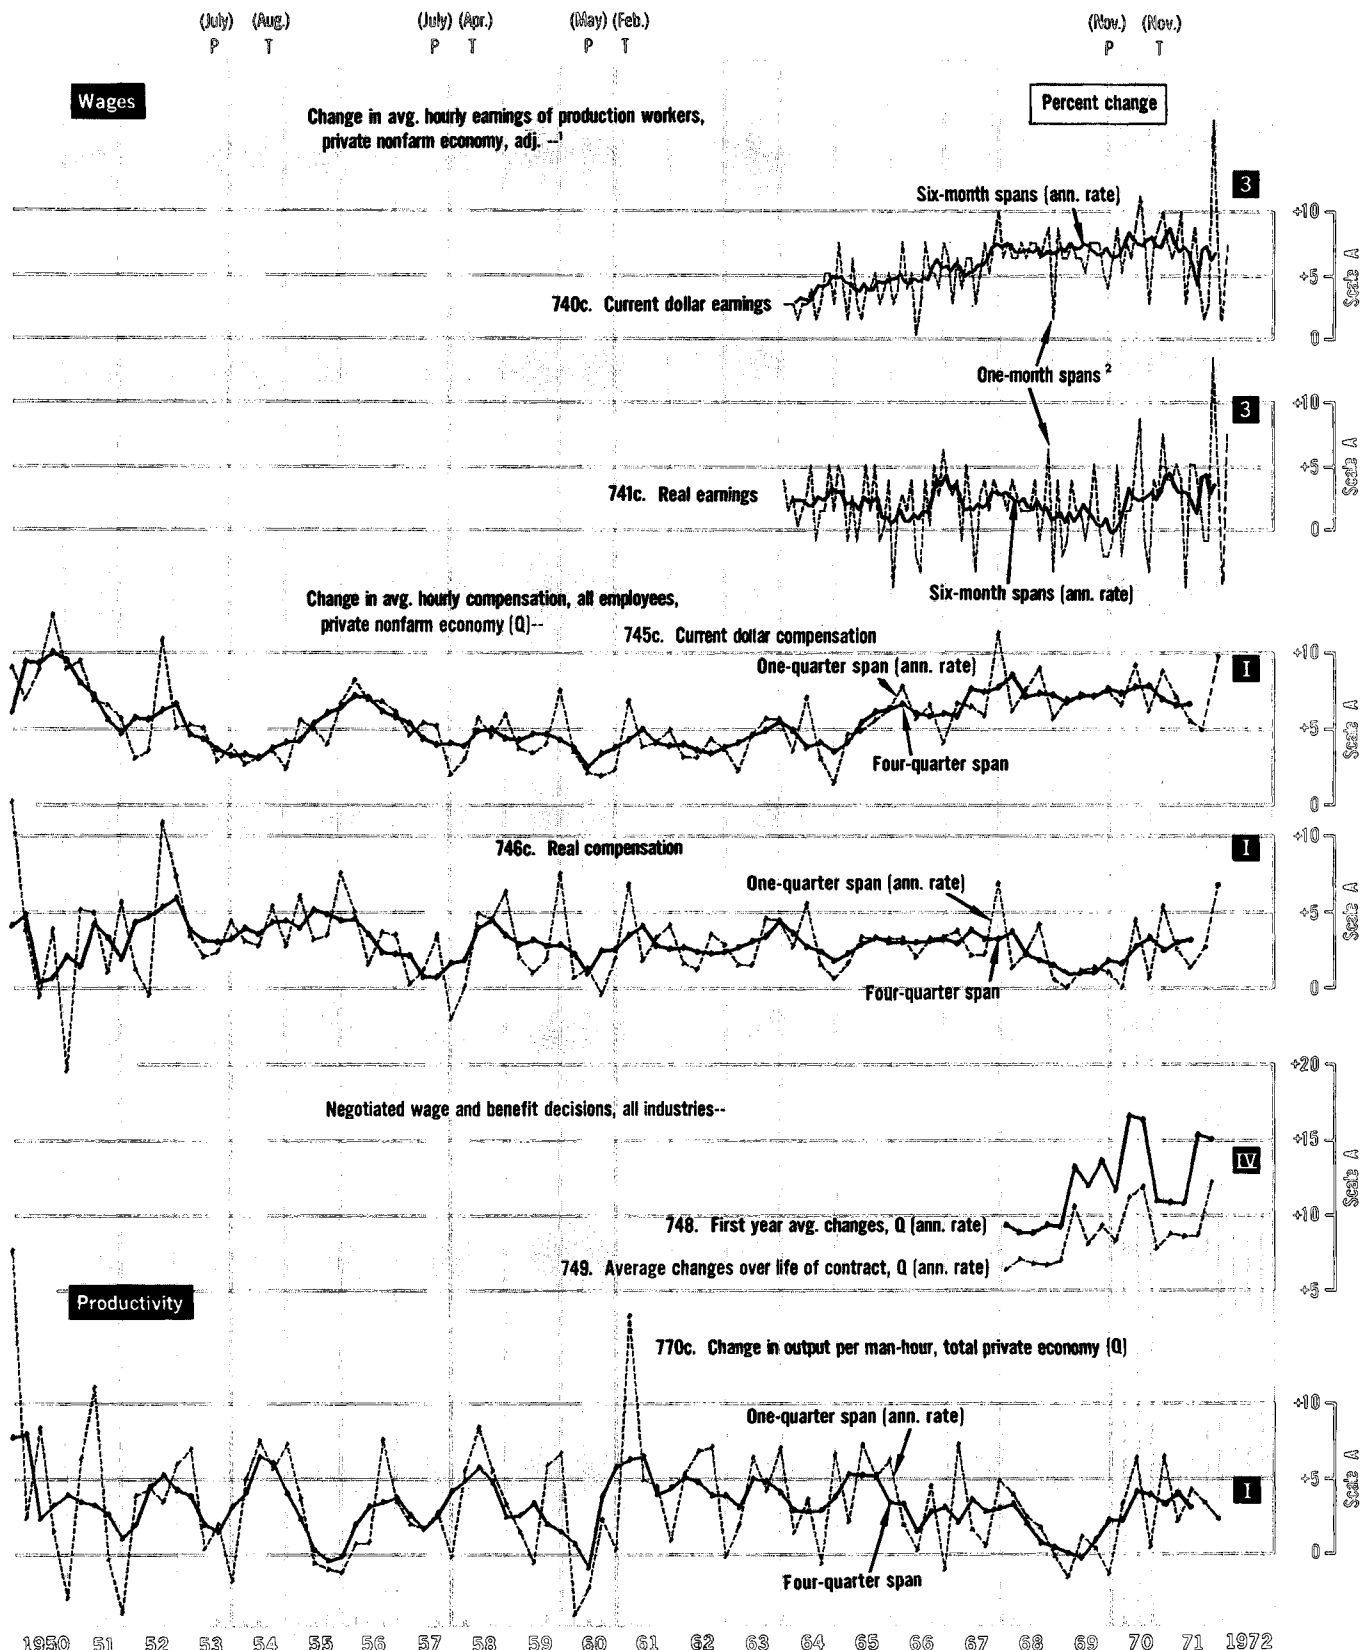 (July) (Aug.) (July) (Apr.) (May) (Feb.) (Nov.) (Nov.)
P T P T P T P T
Wages
Percent change
Change in avg. hourly earnings of production workers,
private nonfarm economy, adj. --¹
3
Six-month spans (ann. rate)
+10
+5
0
Scale A
740c. Current dollar earnings
One-month spans ²
3
+10
+5
0
Scale A
741c. Real earnings
Six-month spans (ann. rate)
Change in avg. hourly compensation, all employees,
private nonfarm economy (Q)--
745c. Current dollar compensation
One-quarter span (ann. rate)
I
+10
+5
0
Scale A
Four-quarter span
746c. Real compensation
I
+10
+5
0
Scale A
One-quarter span (ann. rate)
Four-quarter span
Negotiated wage and benefit decisions, all industries--
+20
+15
+10
+5
Scale A
IV
748. First year avg. changes, Q (ann. rate)
749. Average changes over life of contract, Q (ann. rate)
Productivity
770c. Change in output per man-hour, total private economy (Q)
One-quarter span (ann. rate)
+10
+5
0
Scale A
I
Four-quarter span
1950 51 52 53 54 55 56 57 58 59 60 61 62 63 64 65 66 67 68 69 70 71 1972